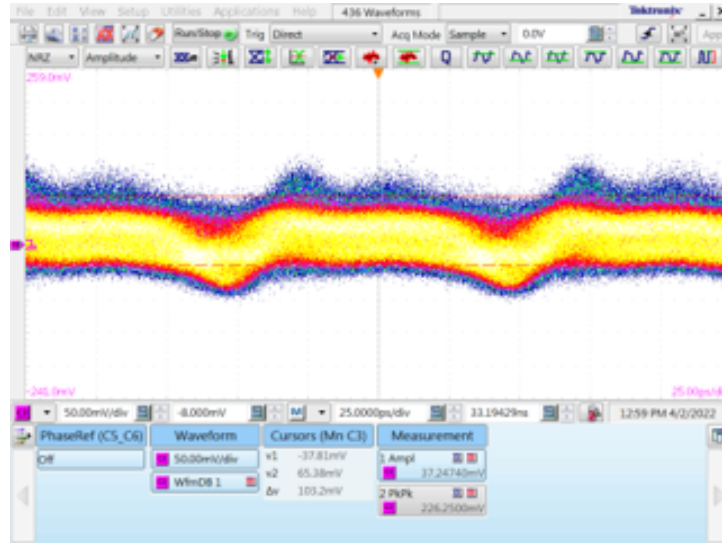 File Edit View Setup Utilities Applications Help 436 Waveforms Tektronix
Run/Stop Trig Direct Acq Mode Sample 0.0V App
NRZ Amplitude
259.0mV
-241.0mV 25.00ps/d
50.00mV/div -8.000mV M 25.0000ps/div 33.19429ns 12:59 PM 4/2/2022
PhaseRef (C5_C6) Waveform Cursors (Mn C3) Measurement
Off 50.00mV/div v1 -37.81mV 1 Ampl
v2 65.38mV 37.24740mV
WfmDB 1 Δv 103.2mV 2 PkPk
226.2500mV